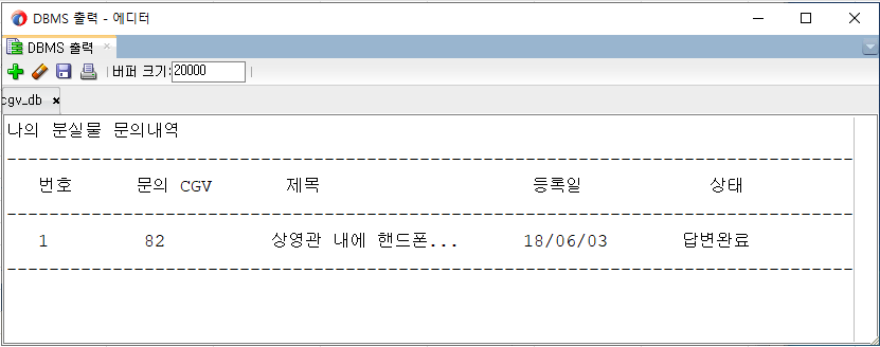 DBMS 출력 - 에디터
DBMS 출력
버퍼 크기: 20000
cgv_db
나의 분실물 문의내역
번호 문의 CGV 제목 등록일 상태
1 82 상영관 내에 핸드폰... 18/06/03 답변완료